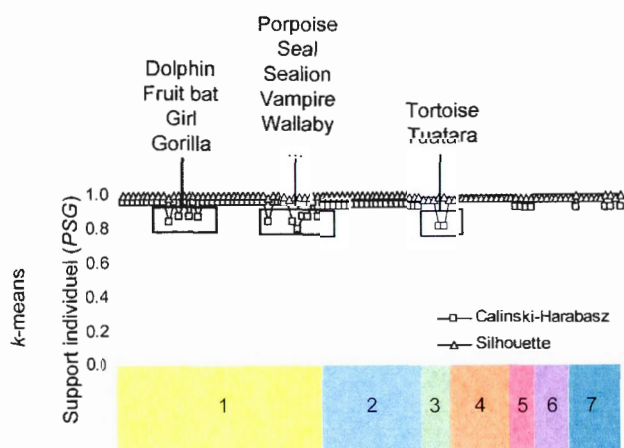 Porpoise
Seal
Sealion
Vampire
Wallaby
Dolphin
Fruit bat
Girl
Gorilla
Tortoise
Tuatara
...
k-means
Support individuel (PSG)
1.0
0.8
0.6
0.4
0.2
0.0
Calinski-Harabasz
Silhouette
1 2 3 4 5 6 7